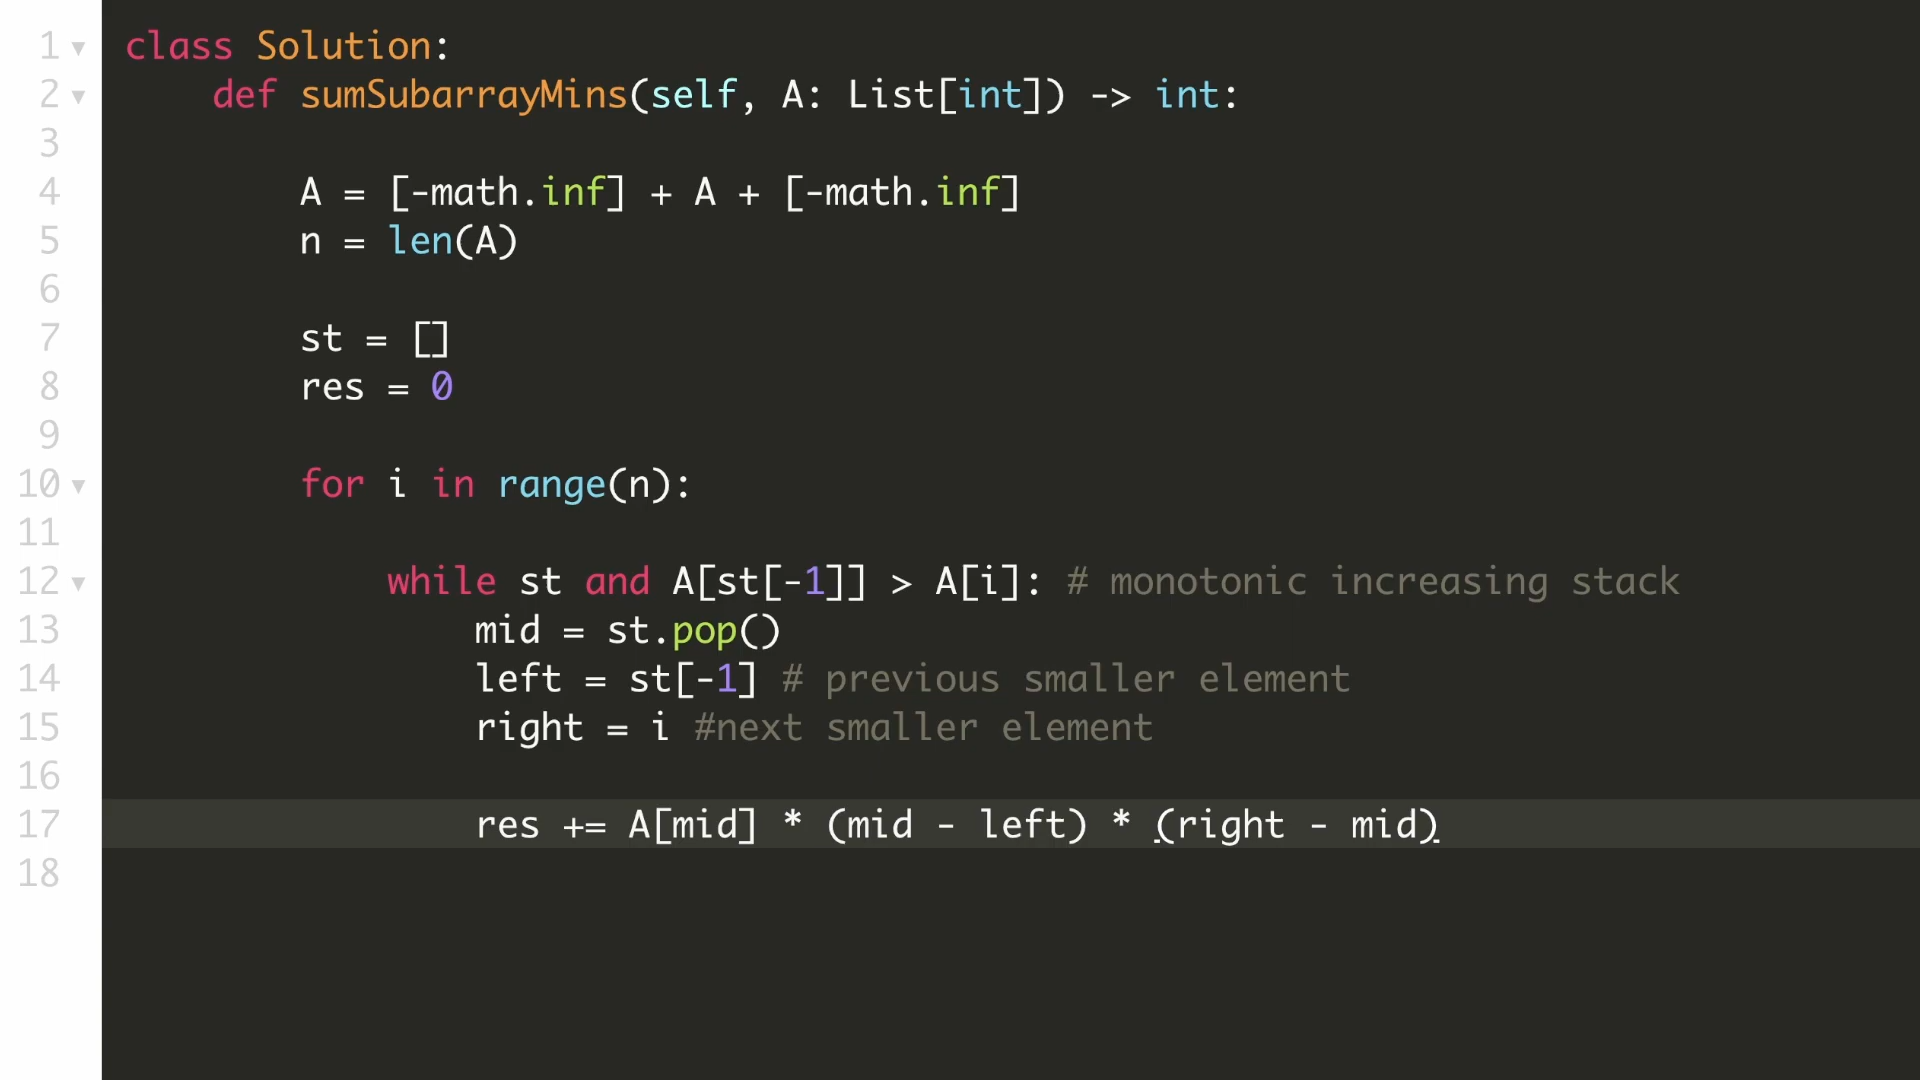 1 class Solution:
2 def sumSubarrayMins(self, A: List[int]) -> int:
3
4 A = [-math.inf] + A + [-math.inf]
5 n = len(A)
6
7 st = []
8 res = 0
9
10 for i in range(n):
11
12 while st and A[st[-1]] > A[i]: # monotonic increasing stack
13 mid = st.pop()
14 left = st[-1] # previous smaller element
15 right = i #next smaller element
16
17 res += A[mid] * (mid - left) * (right - mid)
18